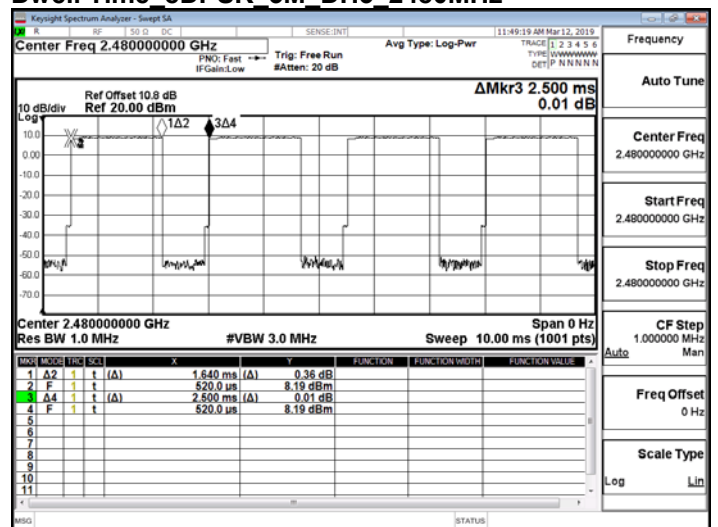 Dwell Time_8DPSK_3M_DH3_2480MHz
Keysight Spectrum Analyzer - Swept SA
R RF 50 Ω DC SENSE:INT 11:49:19 AM Mar 12, 2019
Center Freq 2.480000000 GHz
PNO: Fast
IFGain:Low
Trig: Free Run
#Atten: 20 dB
Avg Type: Log-Pwr
TRACE 1 2 3 4 5 6
TYPE WWWWWW
DET P N N N N N
ΔMkr3 2.500 ms
0.01 dB
10 dB/div
Log
Ref Offset 10.8 dB
Ref 20.00 dBm
1Δ2 3Δ4
10.0
0.00
-10.0
-20.0
-30.0
-40.0
-50.0
-60.0
-70.0
Center 2.480000000 GHz Span 0 Hz
Res BW 1.0 MHz #VBW 3.0 MHz Sweep 10.00 ms (1001 pts)
MKR MODE TRC SCL X Y FUNCTION FUNCTION WIDTH FUNCTION VALUE
1 Δ2 1 t (Δ) 1.640 ms (Δ) 0.36 dB
2 F 1 t 520.0 µs 8.19 dBm
3 Δ4 1 t (Δ) 2.500 ms (Δ) 0.01 dB
4 F 1 t 520.0 µs 8.19 dBm
5
6
7
8
9
10
11
MSG STATUS
Frequency
Auto Tune
Center Freq
2.480000000 GHz
Start Freq
2.480000000 GHz
Stop Freq
2.480000000 GHz
CF Step
1.000000 MHz
Auto Man
Freq Offset
0 Hz
Scale Type
Log Lin